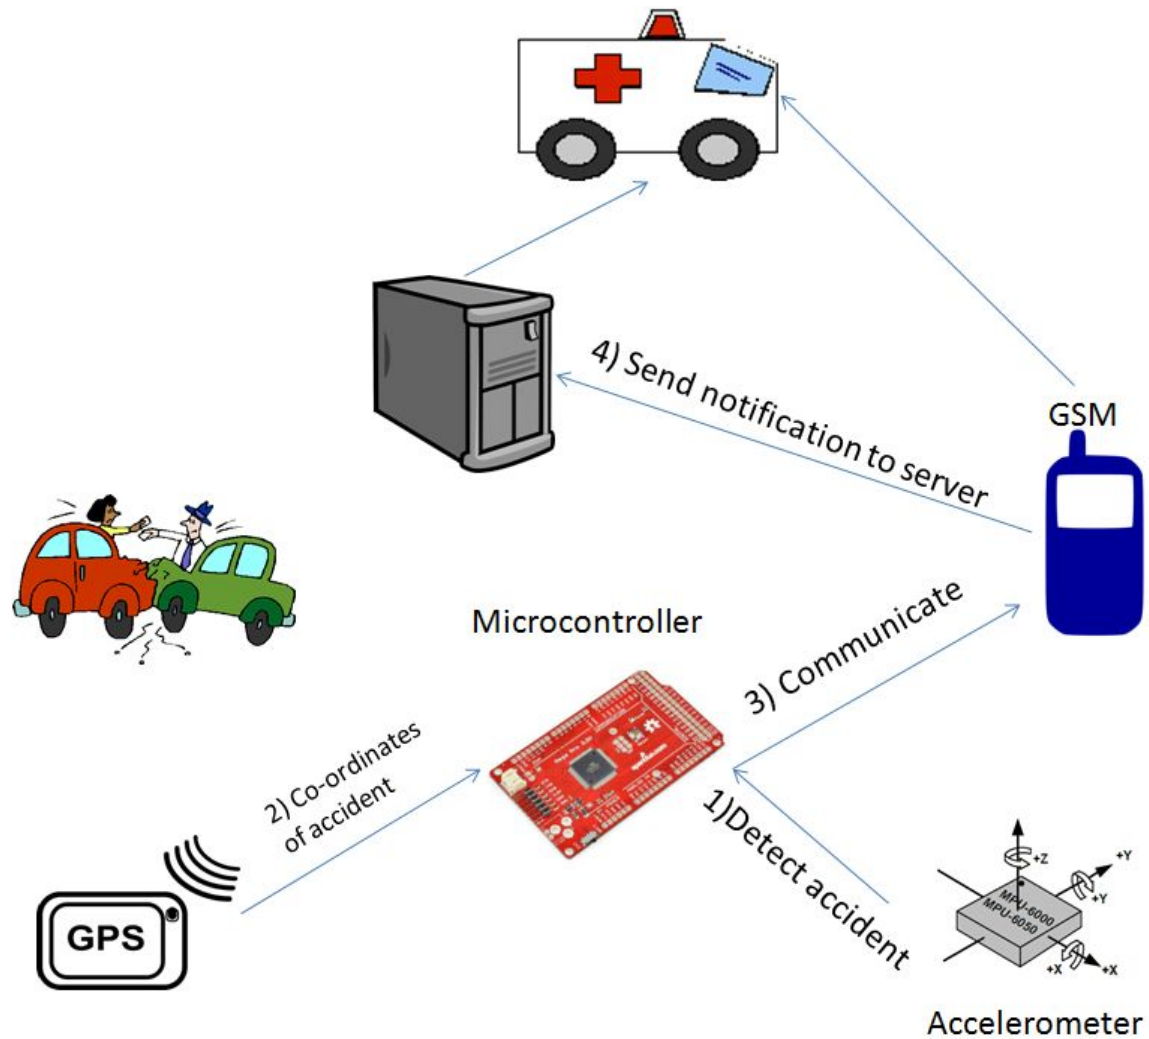 4) Send notification to server
GSM
Microcontroller
3) Communicate
2) Co-ordinates
of accident
1)Detect accident
GPS
+Z
+Y
+Y
MPU-6000
MPU-6050
+X
+X
Accelerometer